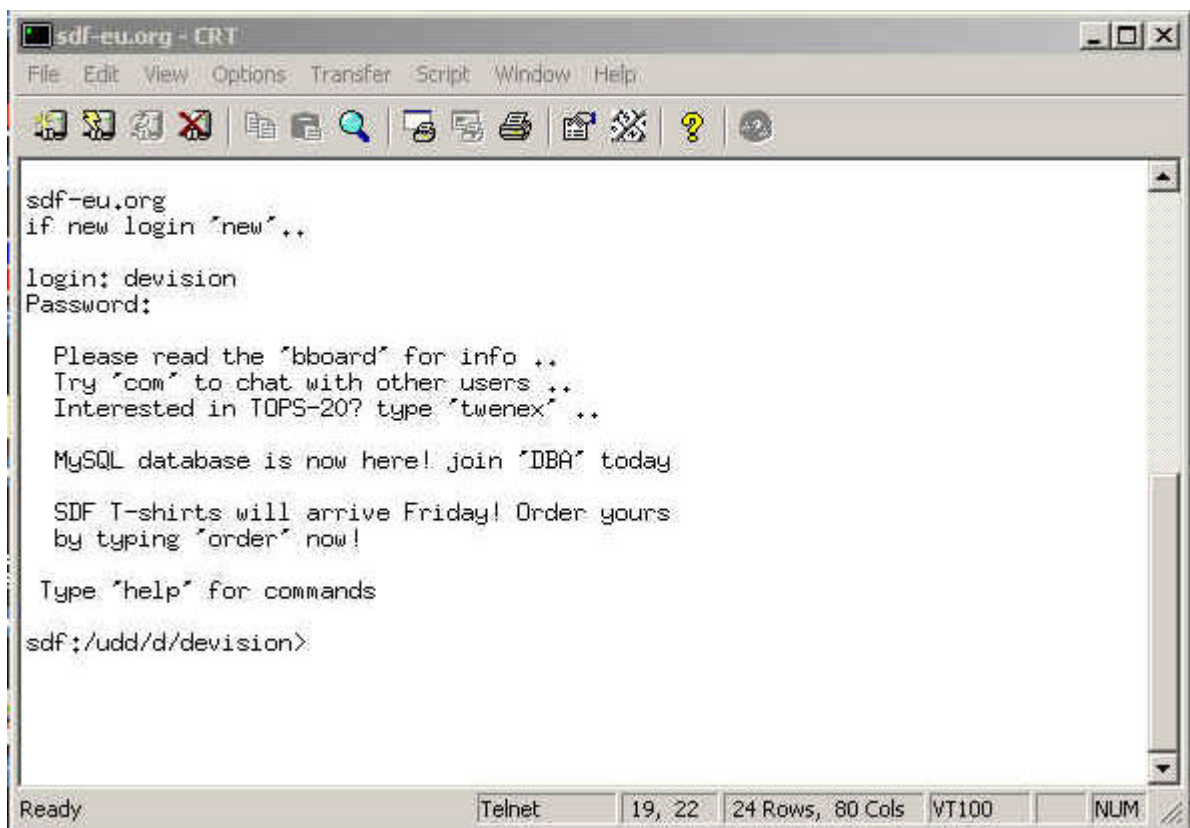 sdf-eu.org - CRT
File Edit View Options Transfer Script Window Help
sdf-eu.org
if new login ´new´..
login: devision
Password:
Please read the ´bboard´ for info ..
Try ´com´ to chat with other users ..
Interested in TOPS-20? type ´twenex´ ..
MySQL database is now here! join ´DBA´ today
SDF T-shirts will arrive Friday! Order yours
by typing ´order´ now!
Type ´help´ for commands
sdf:/udd/d/devision>
Ready Telnet 19, 22 24 Rows, 80 Cols VT100 NUM